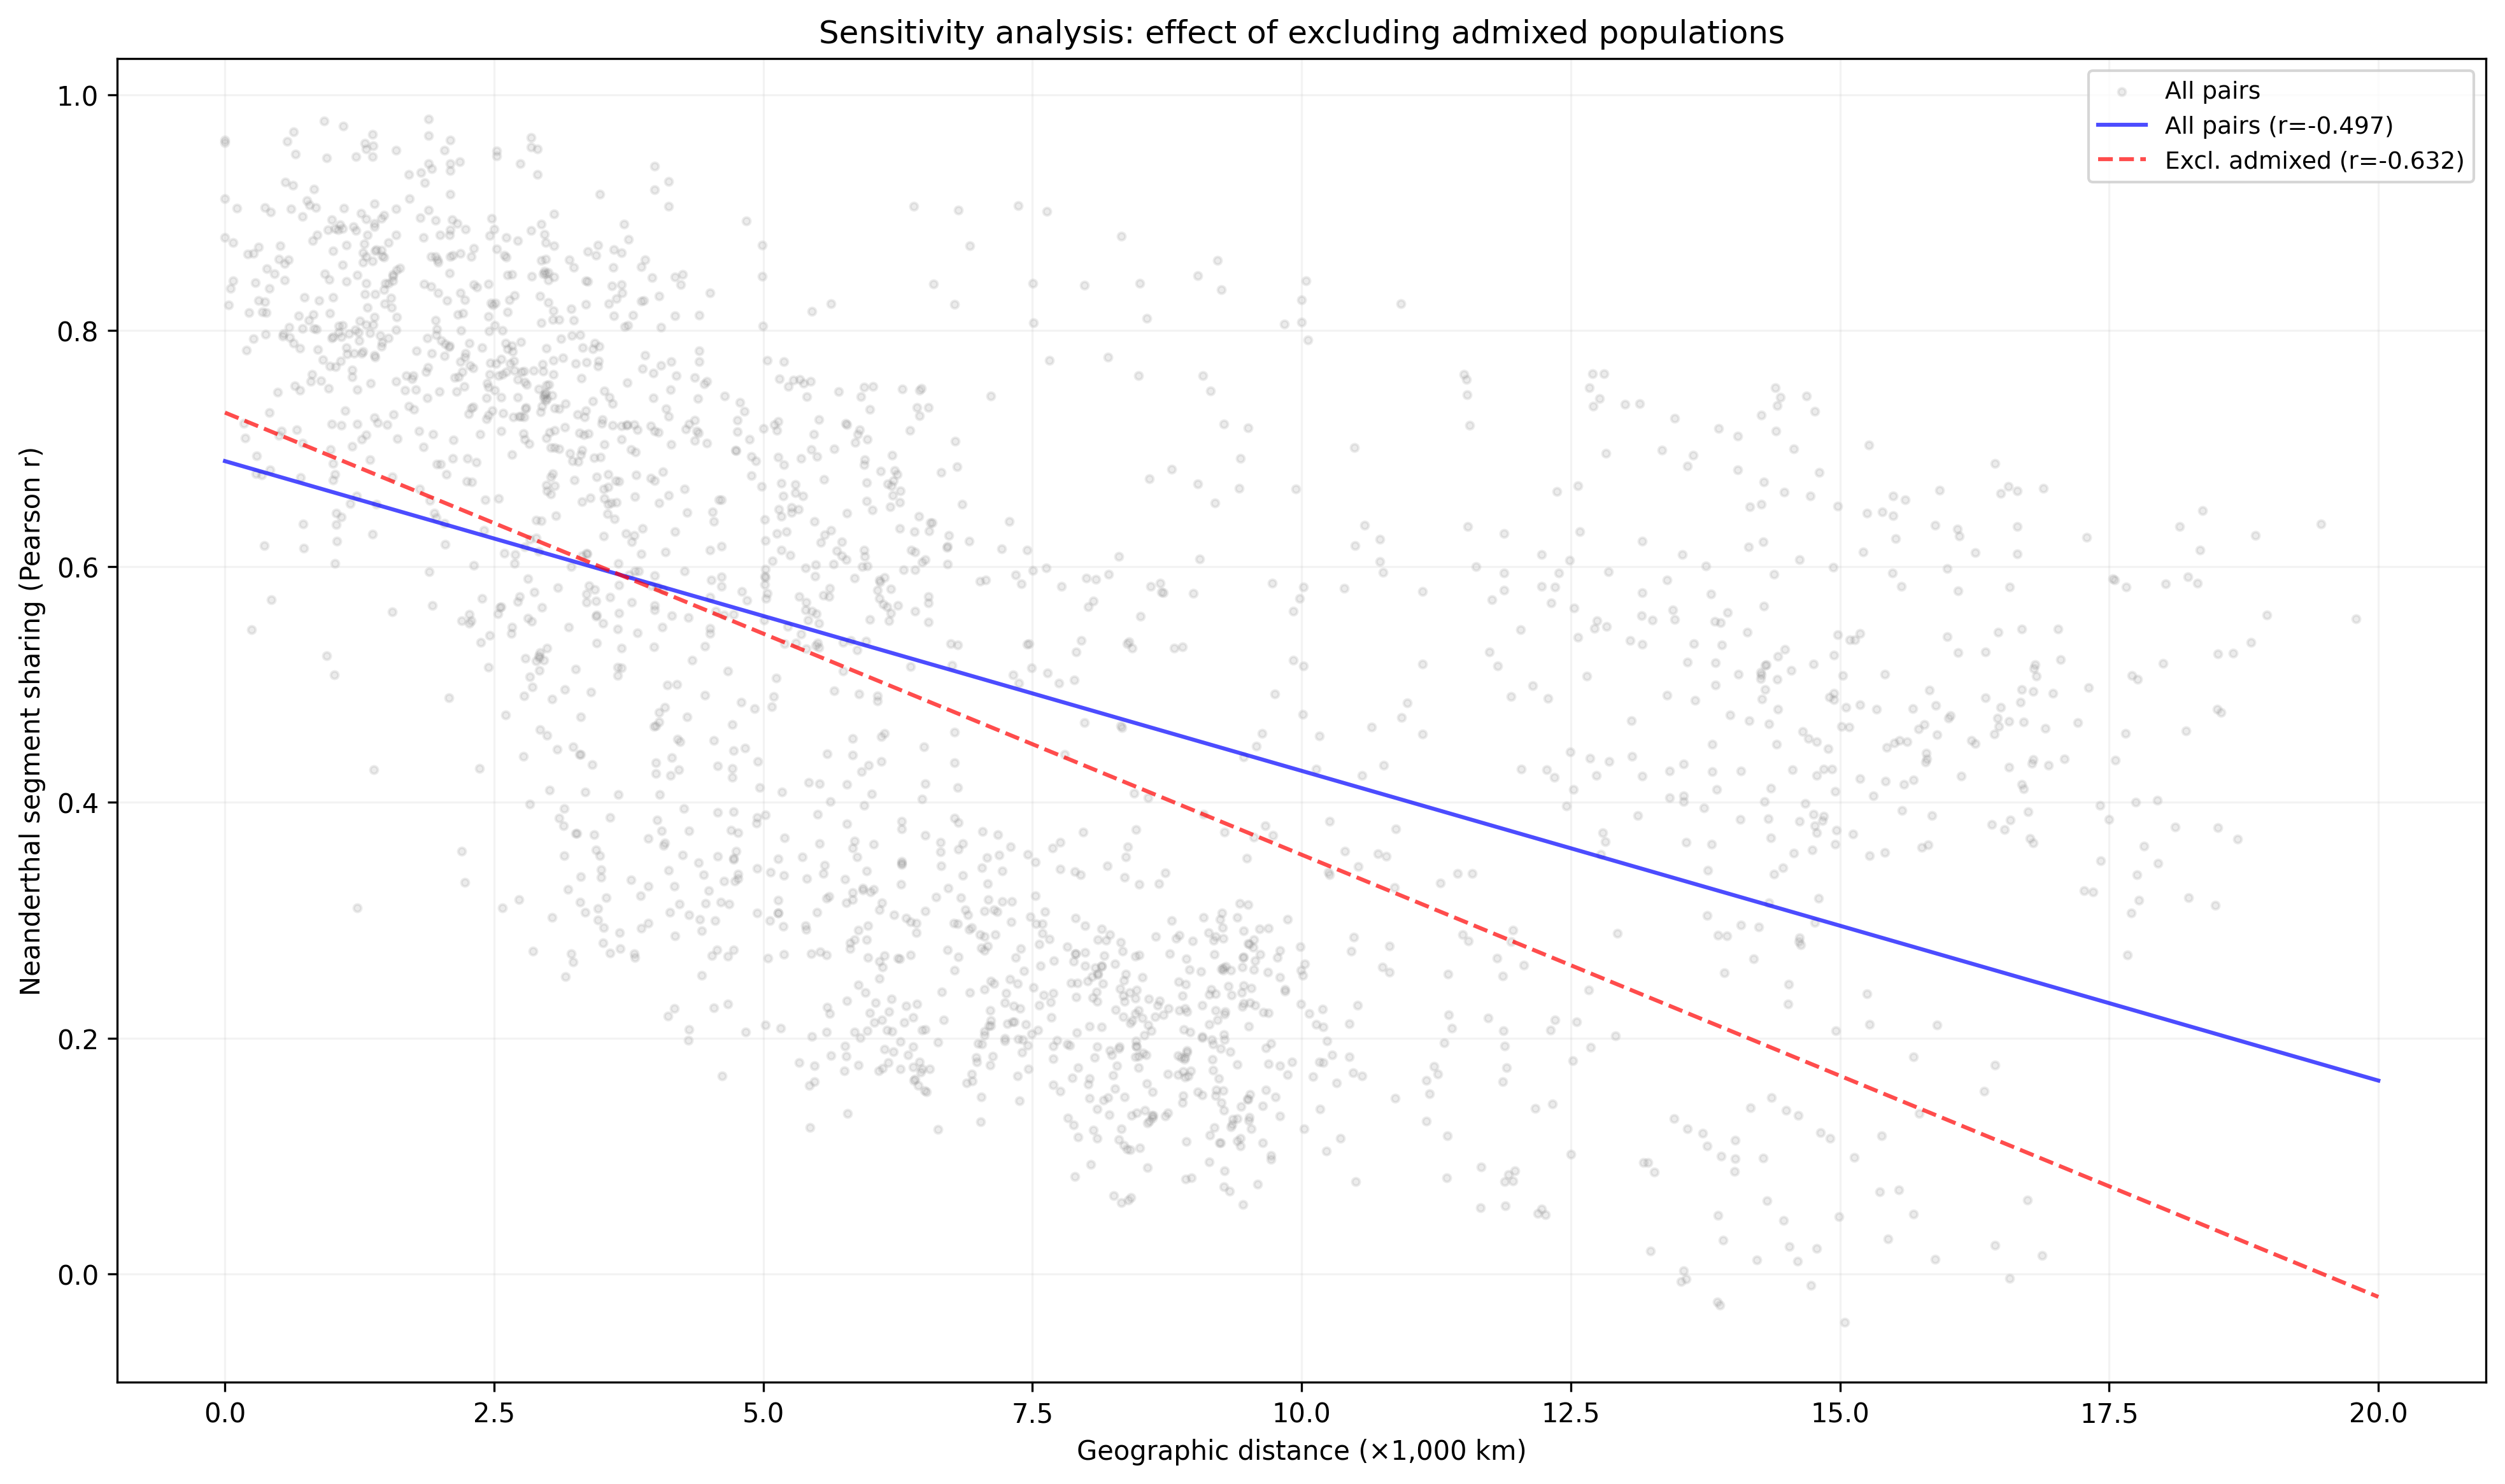 Sensitivity analysis: effect of excluding admixed populations
All pairs
All pairs (r=-0.497)
Excl. admixed (r=-0.632)
Neanderthal segment sharing (Pearson r)
1.0
0.8
0.6
0.4
0.2
0.0
0.0 2.5 5.0 7.5 10.0 12.5 15.0 17.5 20.0
Geographic distance (×1,000 km)